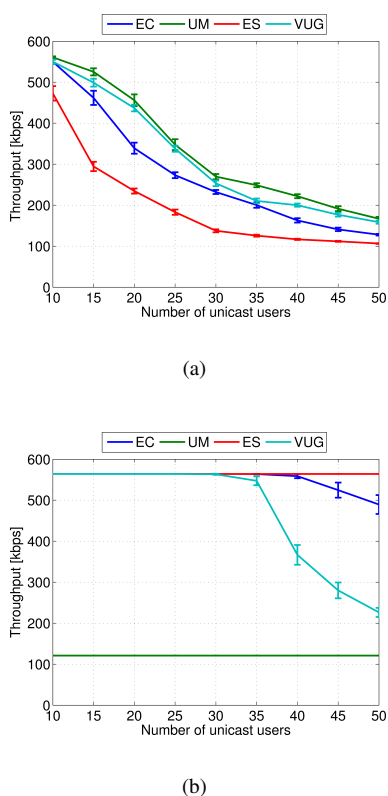 EC UM ES VUG
Throughput [kbps]
600
500
400
300
200
100
0
10 15 20 25 30 35 40 45 50
Number of unicast users
(a)
EC UM ES VUG
Throughput [kbps]
600
500
400
300
200
100
0
10 15 20 25 30 35 40 45 50
Number of unicast users
(b)